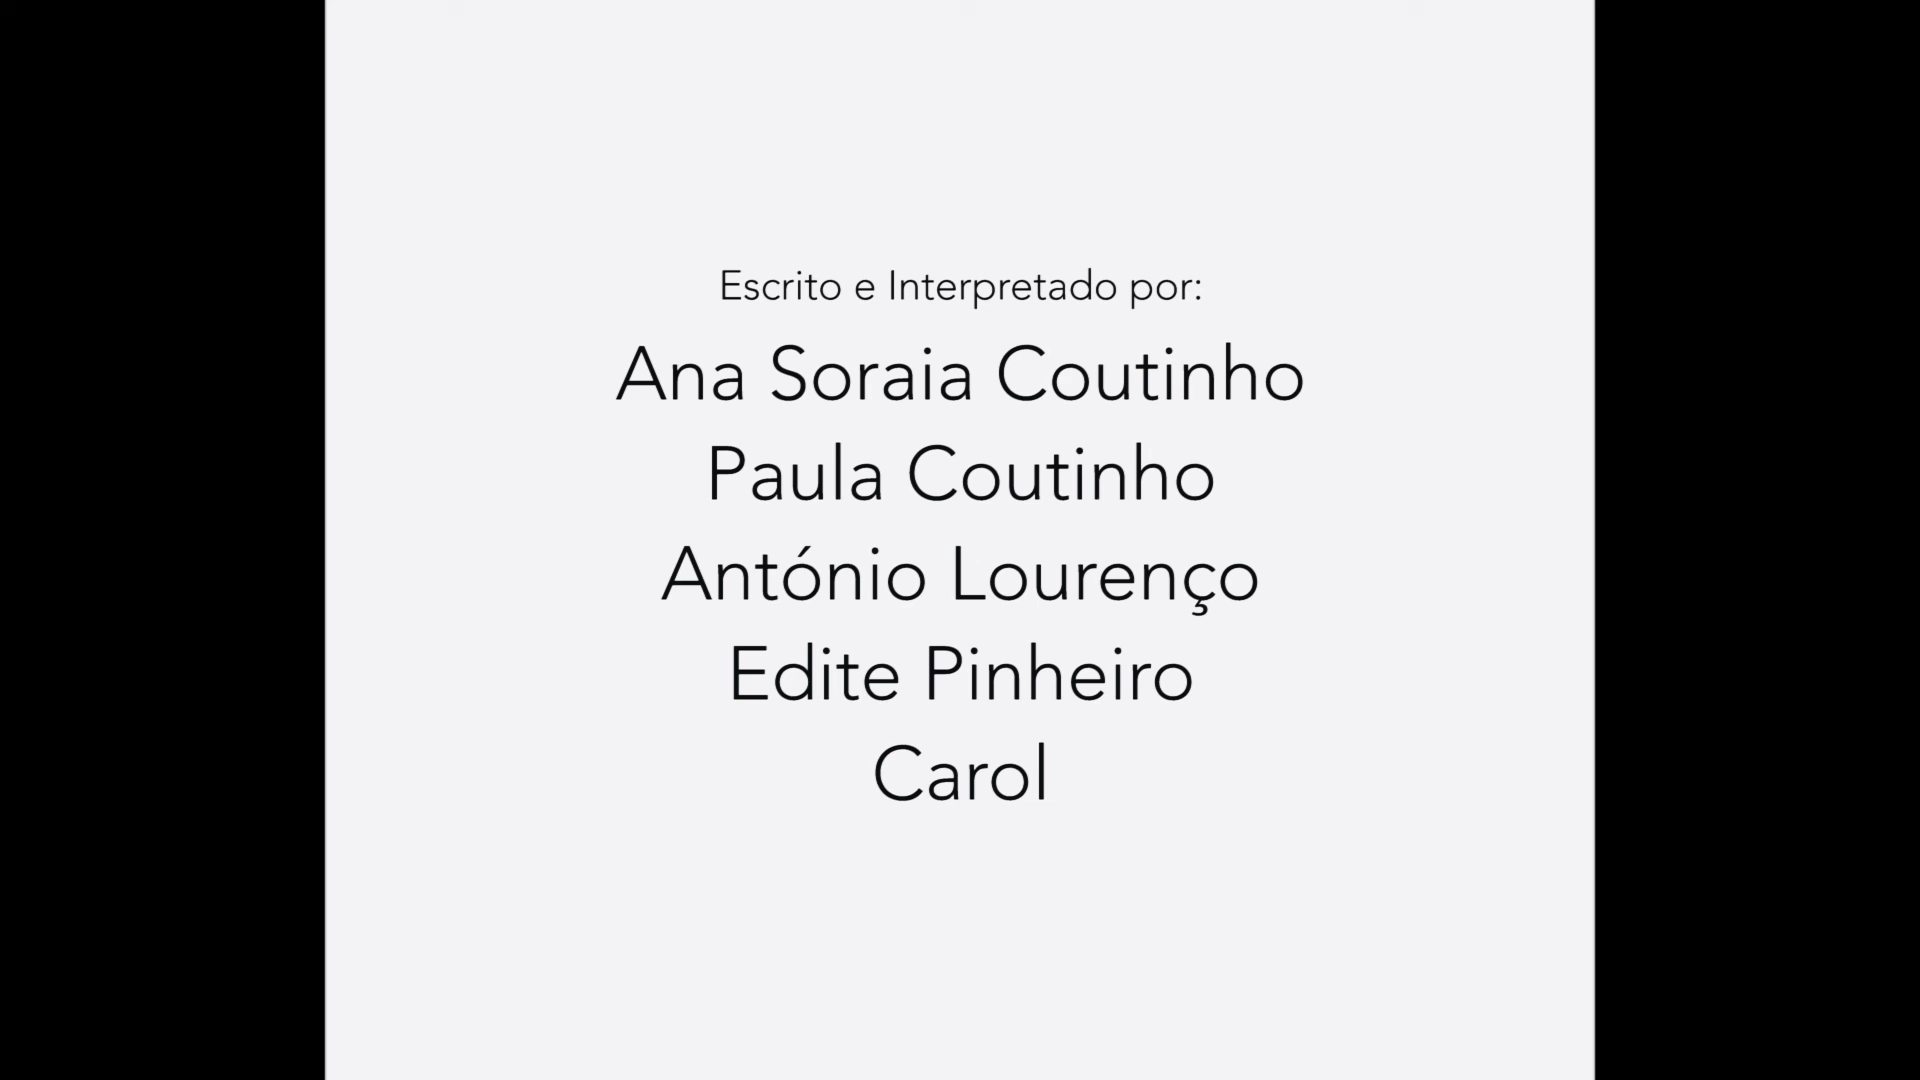 Escrito e Interpretado por:
Ana Soraia Coutinho
Paula Coutinho
António Lourenço
Edite Pinheiro
Carol